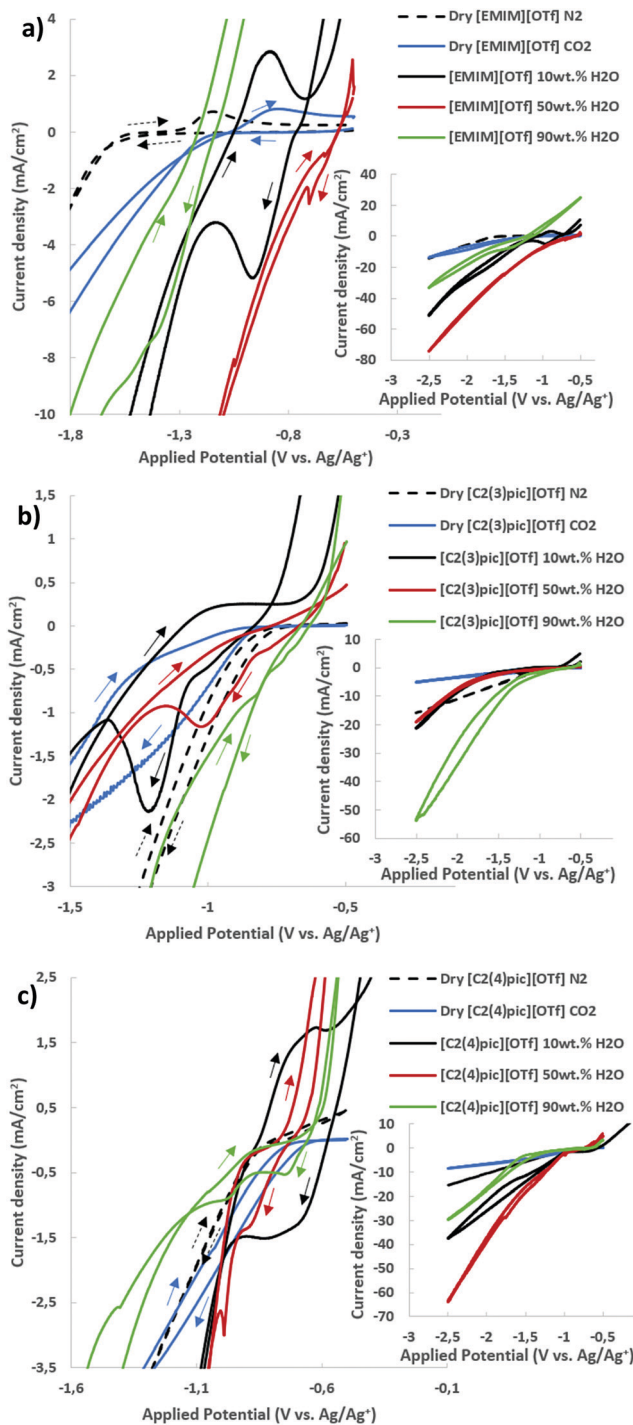 a)
4
2
0
-2
-4
-6
-8
-10
Current density (mA/cm²)
-1,8
-1,3
-0,8
-0,3
Applied Potential (V vs. Ag/Ag⁺)
Dry [EMIM][OTf] N2
Dry [EMIM][OTf] CO2
[EMIM][OTf] 10wt.% H2O
[EMIM][OTf] 50wt.% H2O
[EMIM][OTf] 90wt.% H2O
40
20
0
-20
-40
-60
-80
Current density (mA/cm²)
-3
-2,5
-2
-1,5
-1
-0,5
0
Applied Potential (V vs. Ag/Ag⁺)
b)
1,5
1
0,5
0
-0,5
-1
-1,5
-2
-2,5
-3
Current density (mA/cm²)
-1,5
-1
-0,5
Applied Potential (V vs. Ag/Ag⁺)
Dry [C2(3)pic][OTf] N2
Dry [C2(3)pic][OTf] CO2
[C2(3)pic][OTf] 10wt.% H2O
[C2(3)pic][OTf] 50wt.% H2O
[C2(3)pic][OTf] 90wt.% H2O
10
0
-10
-20
-30
-40
-50
-60
Current density (mA/cm²)
-3
-2,5
-2
-1,5
-1
-0,5
0
Applied Potential (V vs. Ag/Ag⁺)
c)
2,5
1,5
0,5
-0,5
-1,5
-2,5
-3,5
Current density (mA/cm²)
-1,6
-1,1
-0,6
-0,1
Applied Potential (V vs. Ag/Ag⁺)
Dry [C2(4)pic][OTf] N2
Dry [C2(4)pic][OTf] CO2
[C2(4)pic][OTf] 10wt.% H2O
[C2(4)pic][OTf] 50wt.% H2O
[C2(4)pic][OTf] 90wt.% H2O
10
0
-10
-20
-30
-40
-50
-60
-70
Current density (mA/cm²)
-3
-2,5
-2
-1,5
-1
-0,5
0
Applied Potential (V vs. Ag/Ag⁺)